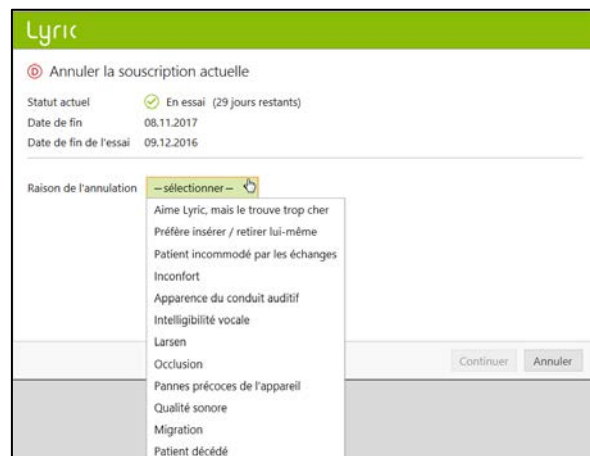 Lyric
D Annuler la souscription actuelle
Statut actuel En essai (29 jours restants)
Date de fin 08.11.2017
Date de fin de l'essai 09.12.2016
Raison de l'annulation —sélectionner—
Aime Lyric, mais le trouve trop cher
Préfère insérer / retirer lui-même
Patient incommodé par les échanges
Inconfort
Apparence du conduit auditif
Intelligibilité vocale
Larsen
Occlusion
Continuer Annuler
Pannes précoces de l'appareil
Qualité sonore
Migration
Patient décédé